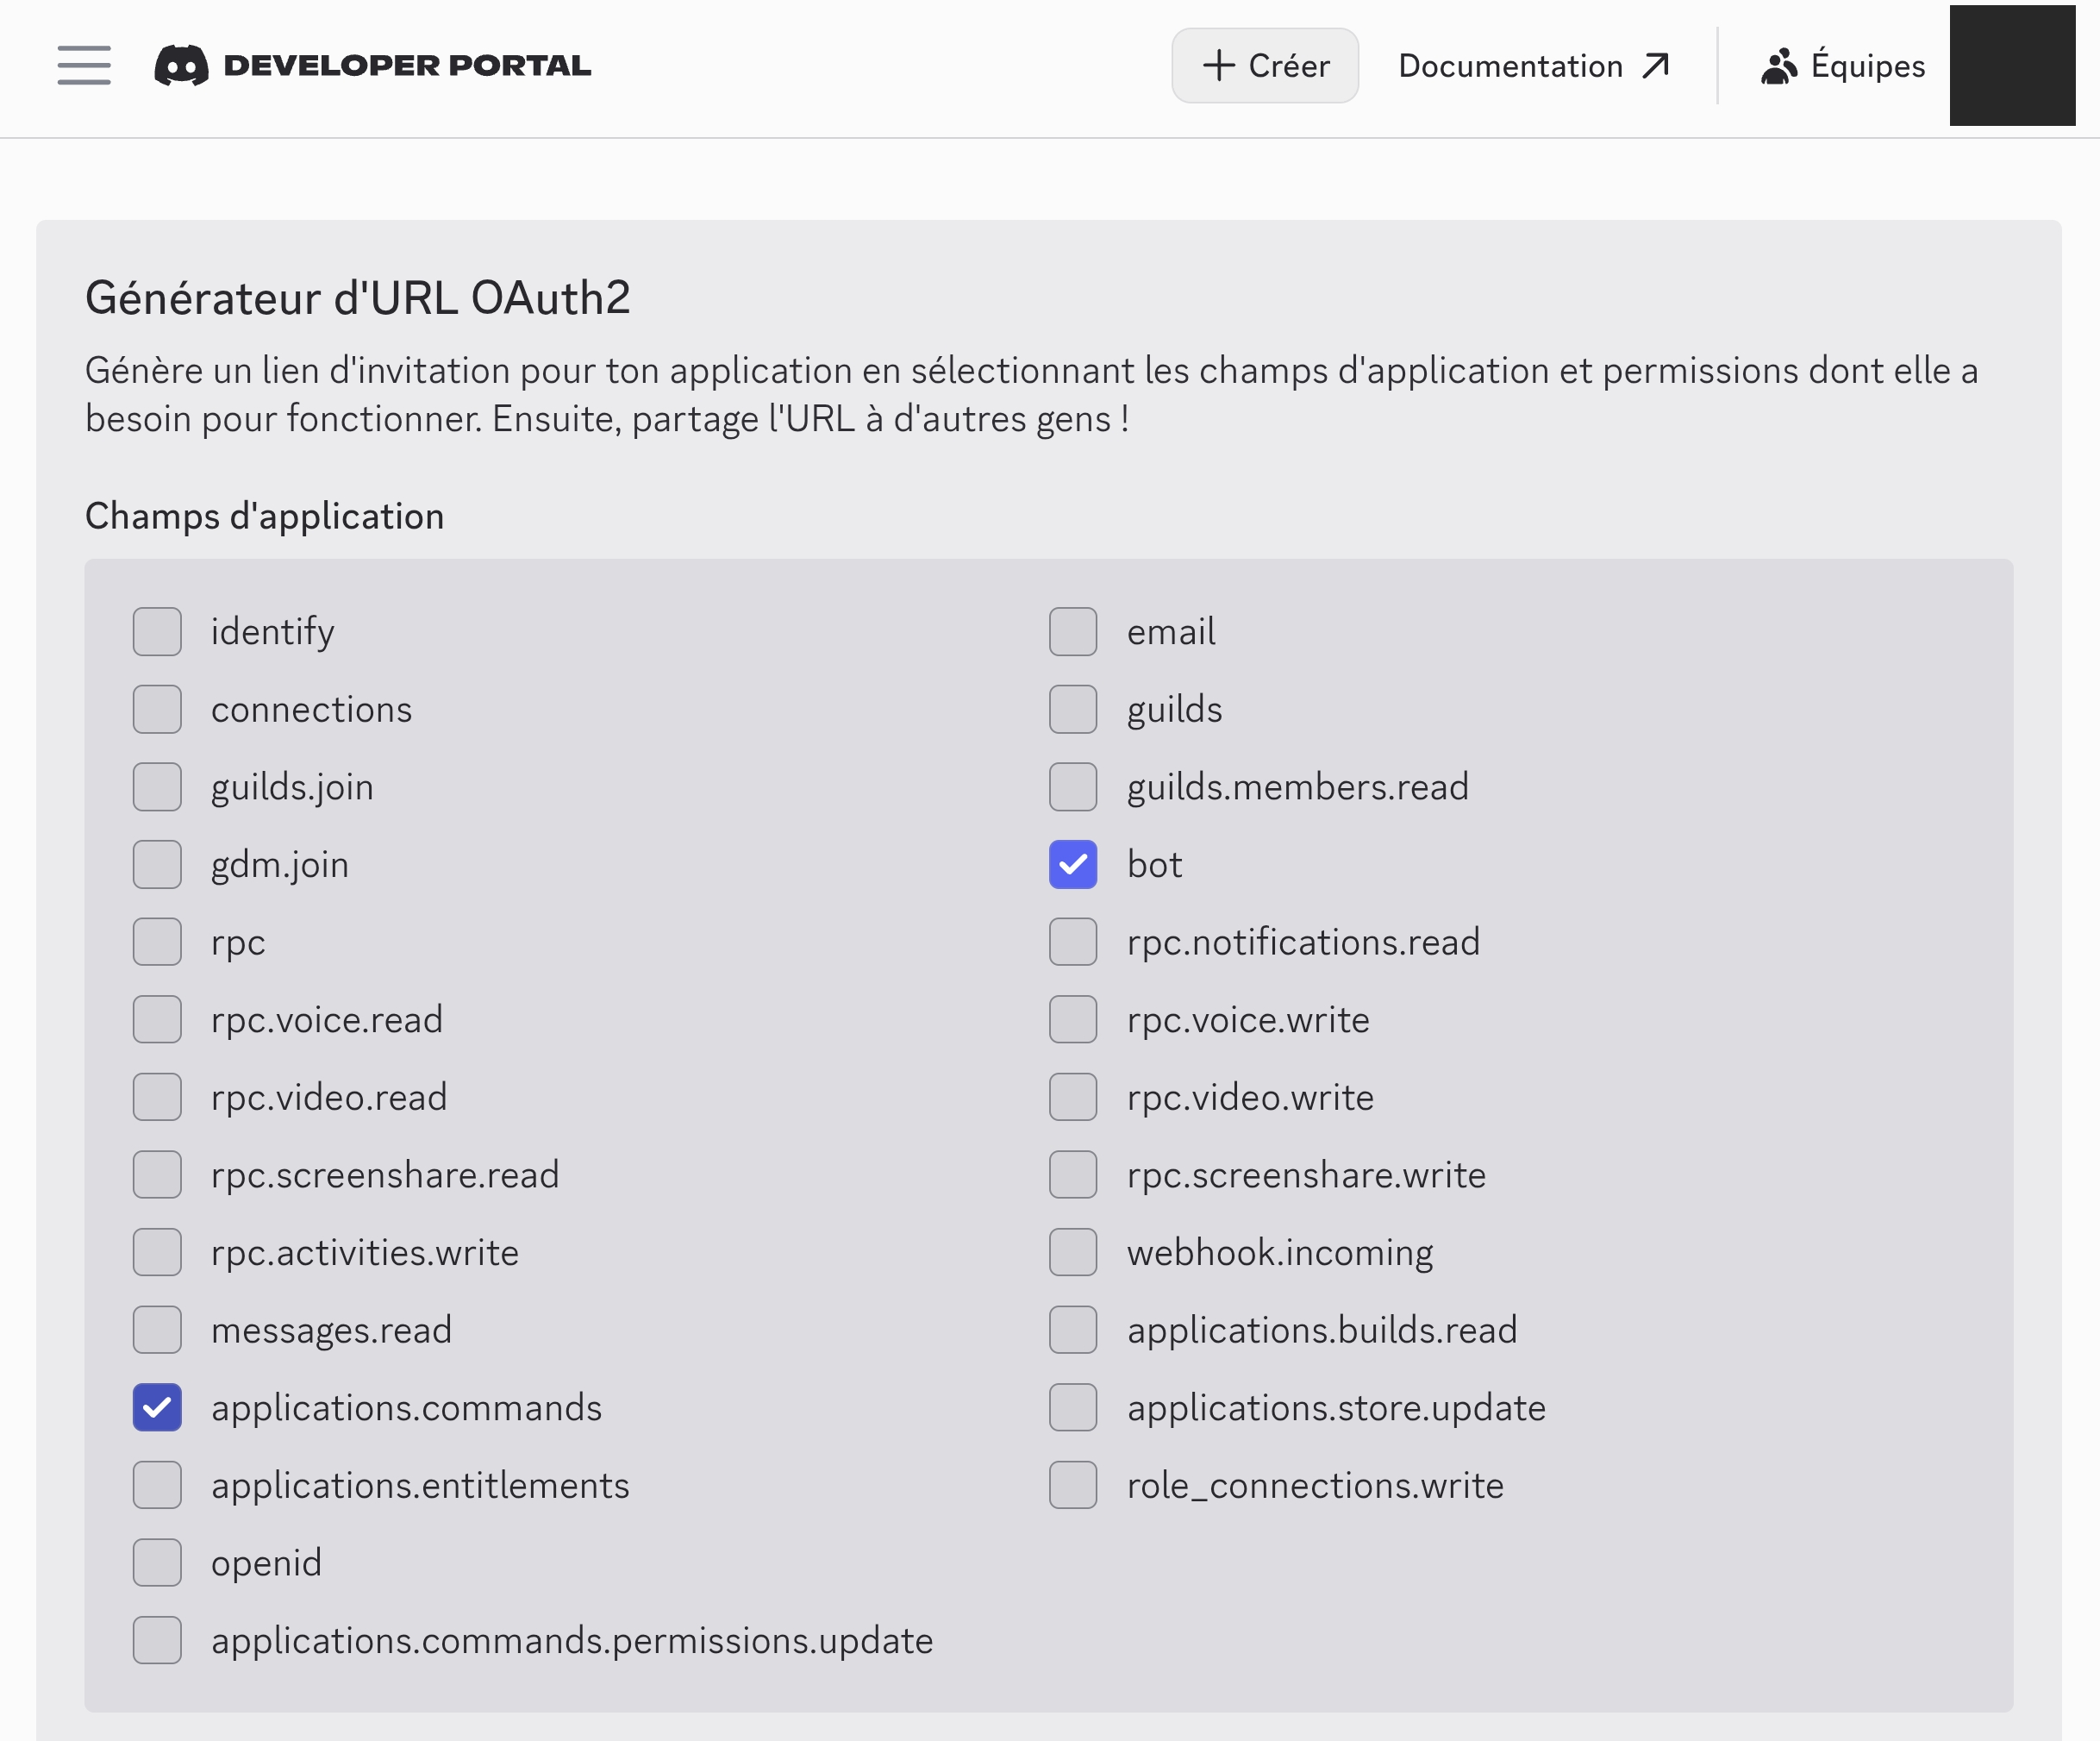 DEVELOPER PORTAL
Créer
Documentation
Équipes
Générateur d'URL OAuth2
Génère un lien d'invitation pour ton application en sélectionnant les champs d'application et permissions dont elle a
besoin pour fonctionner. Ensuite, partage l'URL à d'autres gens !
Champs d'application
identify
email
connections
guilds
guilds.join
guilds.members.read
gdm.join
bot
rpc
rpc.notifications.read
rpc.voice.read
rpc.voice.write
rpc.video.read
rpc.video.write
rpc.screenshare.read
rpc.screenshare.write
rpc.activities.write
webhook.incoming
messages.read
applications.builds.read
applications.commands
applications.store.update
applications.entitlements
role_connections.write
openid
applications.commands.permissions.update